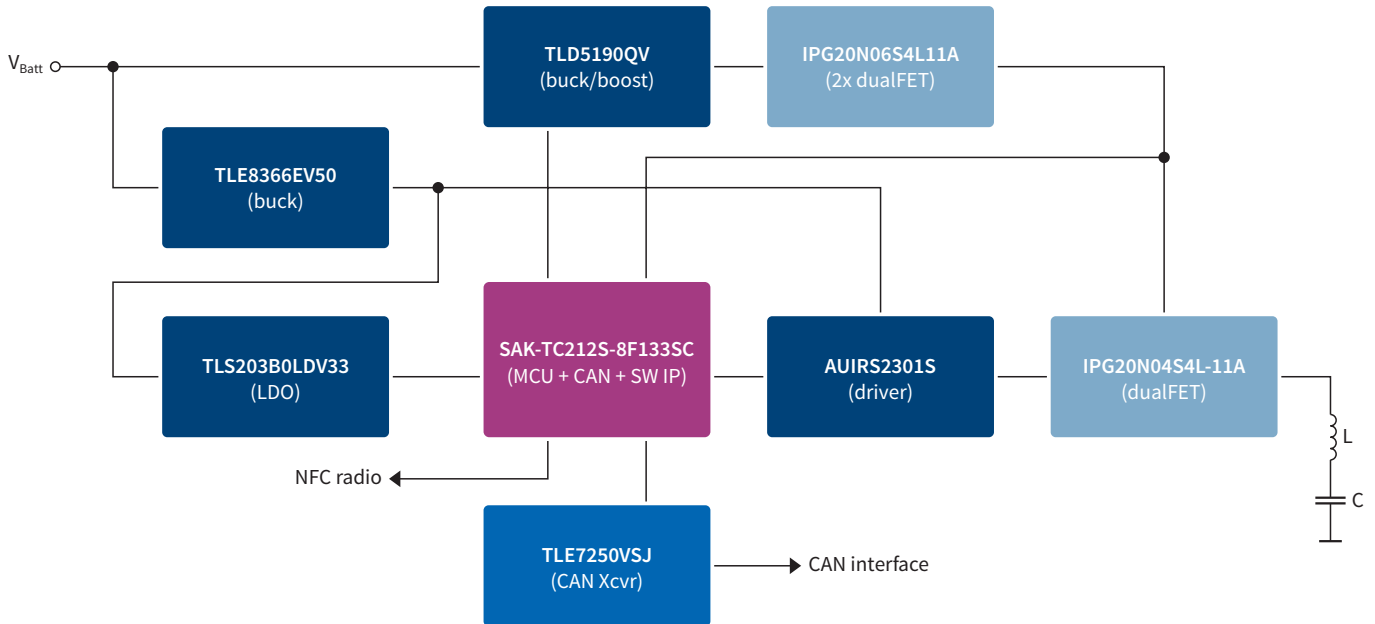 TLD5190QV
(buck/boost)
IPG20N06S4L11A
(2x dualFET)
VBatt
TLE8366EV50
(buck)
TLS203B0LDV33
(LDO)
SAK-TC212S-8F133SC
(MCU + CAN + SW IP)
AUIRS2301S
(driver)
IPG20N04S4L-11A
(dualFET)
L
C
NFC radio
TLE7250VSJ
(CAN Xcvr)
CAN interface